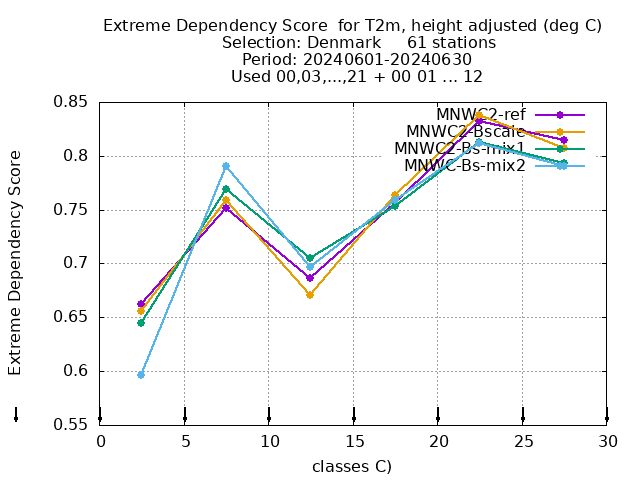 Extreme Dependency Score  for T2m, height adjusted (deg C)
Selection: Denmark     61 stations
Period: 20240601-20240630
Used 00,03,...,21 + 00 01 ... 12
MNWC2-ref
MNWC2-Bscale
MNWC2-Bs-mix1
MNWC-Bs-mix2
Extreme Dependency Score
0.85
0.8
0.75
0.7
0.65
0.6
0.55
0 5 10 15 20 25 30
classes C)